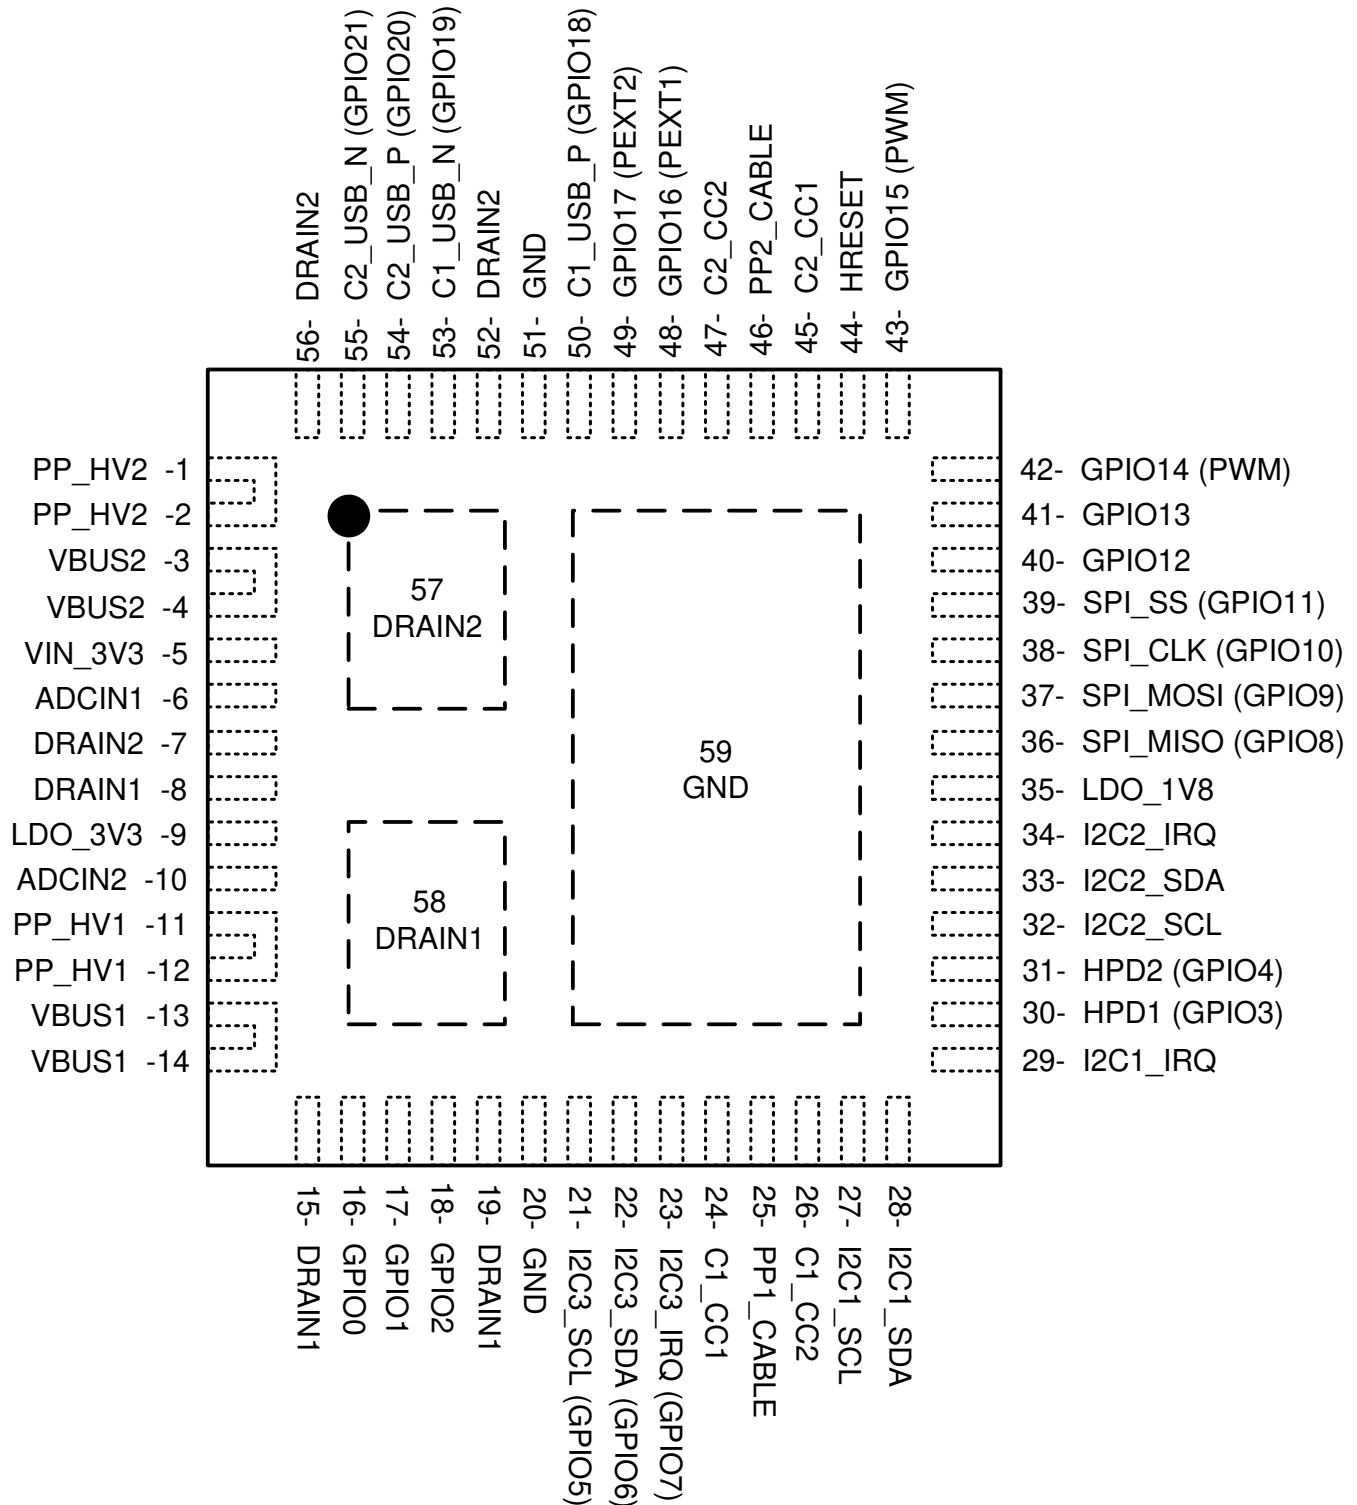 56- DRAIN2
55- C2_USB_N (GPIO21)
54- C2_USB_P (GPIO20)
53- C1_USB_N (GPIO19)
52- DRAIN2
51- GND
50- C1_USB_P (GPIO18)
49- GPIO17 (PEXT2)
48- GPIO16 (PEXT1)
47- C2_CC2
46- PP2_CABLE
45- C2_CC1
44- HRESET
43- GPIO15 (PWM)
PP_HV2 -1
PP_HV2 -2
VBUS2 -3
VBUS2 -4
VIN_3V3 -5
ADCIN1 -6
DRAIN2 -7
DRAIN1 -8
LDO_3V3 -9
ADCIN2 -10
PP_HV1 -11
PP_HV1 -12
VBUS1 -13
VBUS1 -14
57
DRAIN2
58
DRAIN1
59
GND
42- GPIO14 (PWM)
41- GPIO13
40- GPIO12
39- SPI_SS (GPIO11)
38- SPI_CLK (GPIO10)
37- SPI_MOSI (GPIO9)
36- SPI_MISO (GPIO8)
35- LDO_1V8
34- I2C2_IRQ
33- I2C2_SDA
32- I2C2_SCL
31- HPD2 (GPIO4)
30- HPD1 (GPIO3)
29- I2C1_IRQ
15- DRAIN1
16- GPIO0
17- GPIO1
18- GPIO2
19- DRAIN1
20- GND
21- I2C3_SCL (GPIO5)
22- I2C3_SDA (GPIO6)
23- I2C3_IRQ (GPIO7)
24- C1_CC1
25- PP1_CABLE
26- C1_CC2
27- I2C1_SCL
28- I2C1_SDA